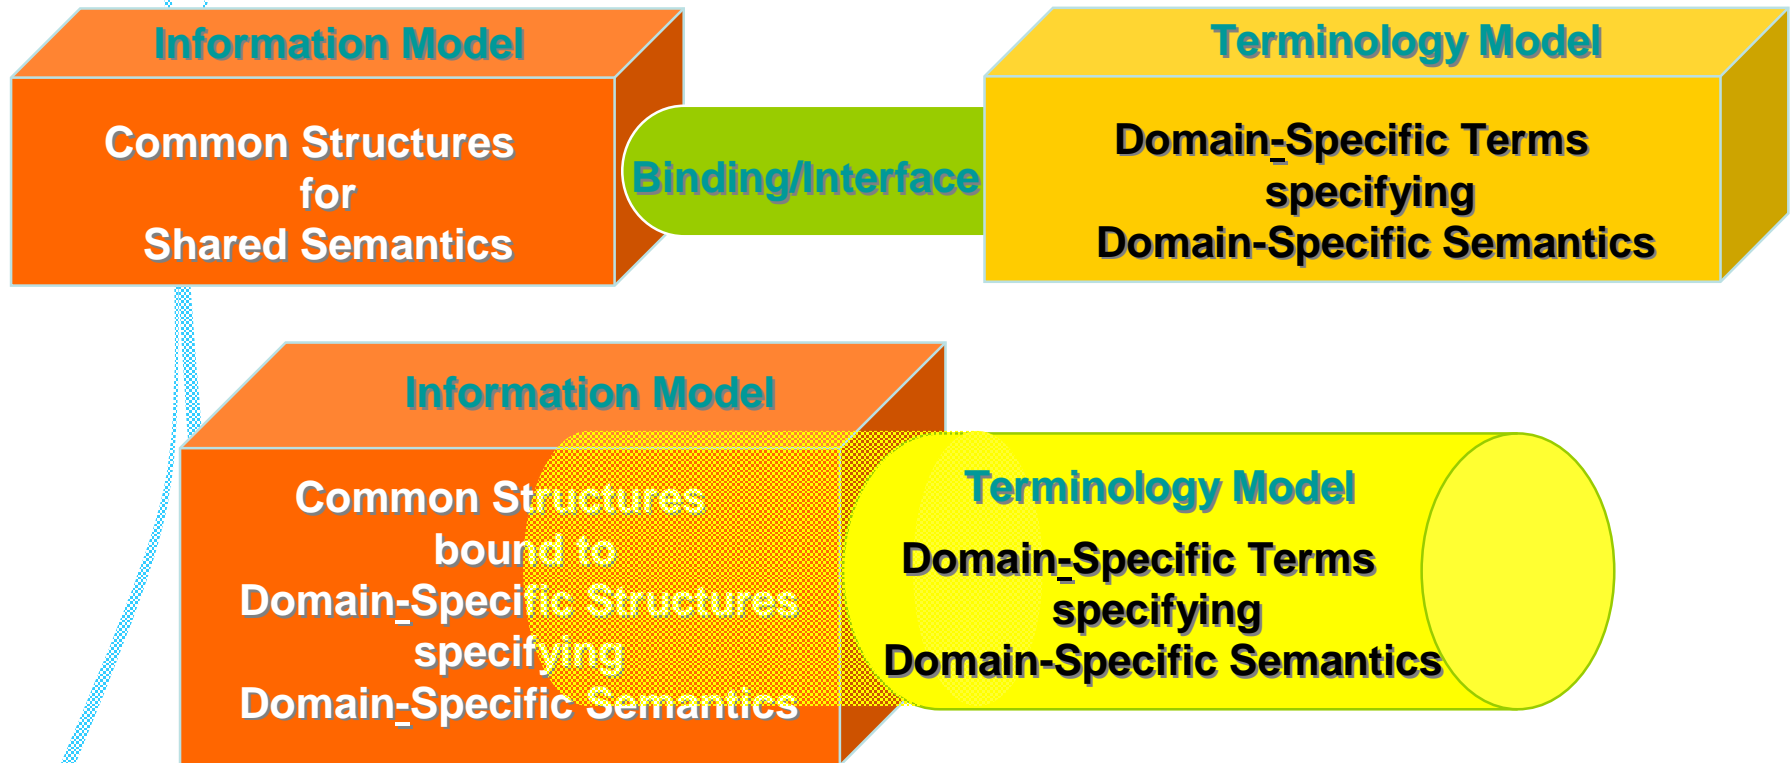 Information Model
Common Structures
for
Shared Semantics
Binding/Interface
Terminology Model
Domain-Specific Terms
specifying
Domain-Specific Semantics
Information Model
Common Structures
bound to
Domain-Specific Structures
specifying
Domain-Specific Semantics
Terminology Model
Domain-Specific Terms
specifying
Domain-Specific Semantics